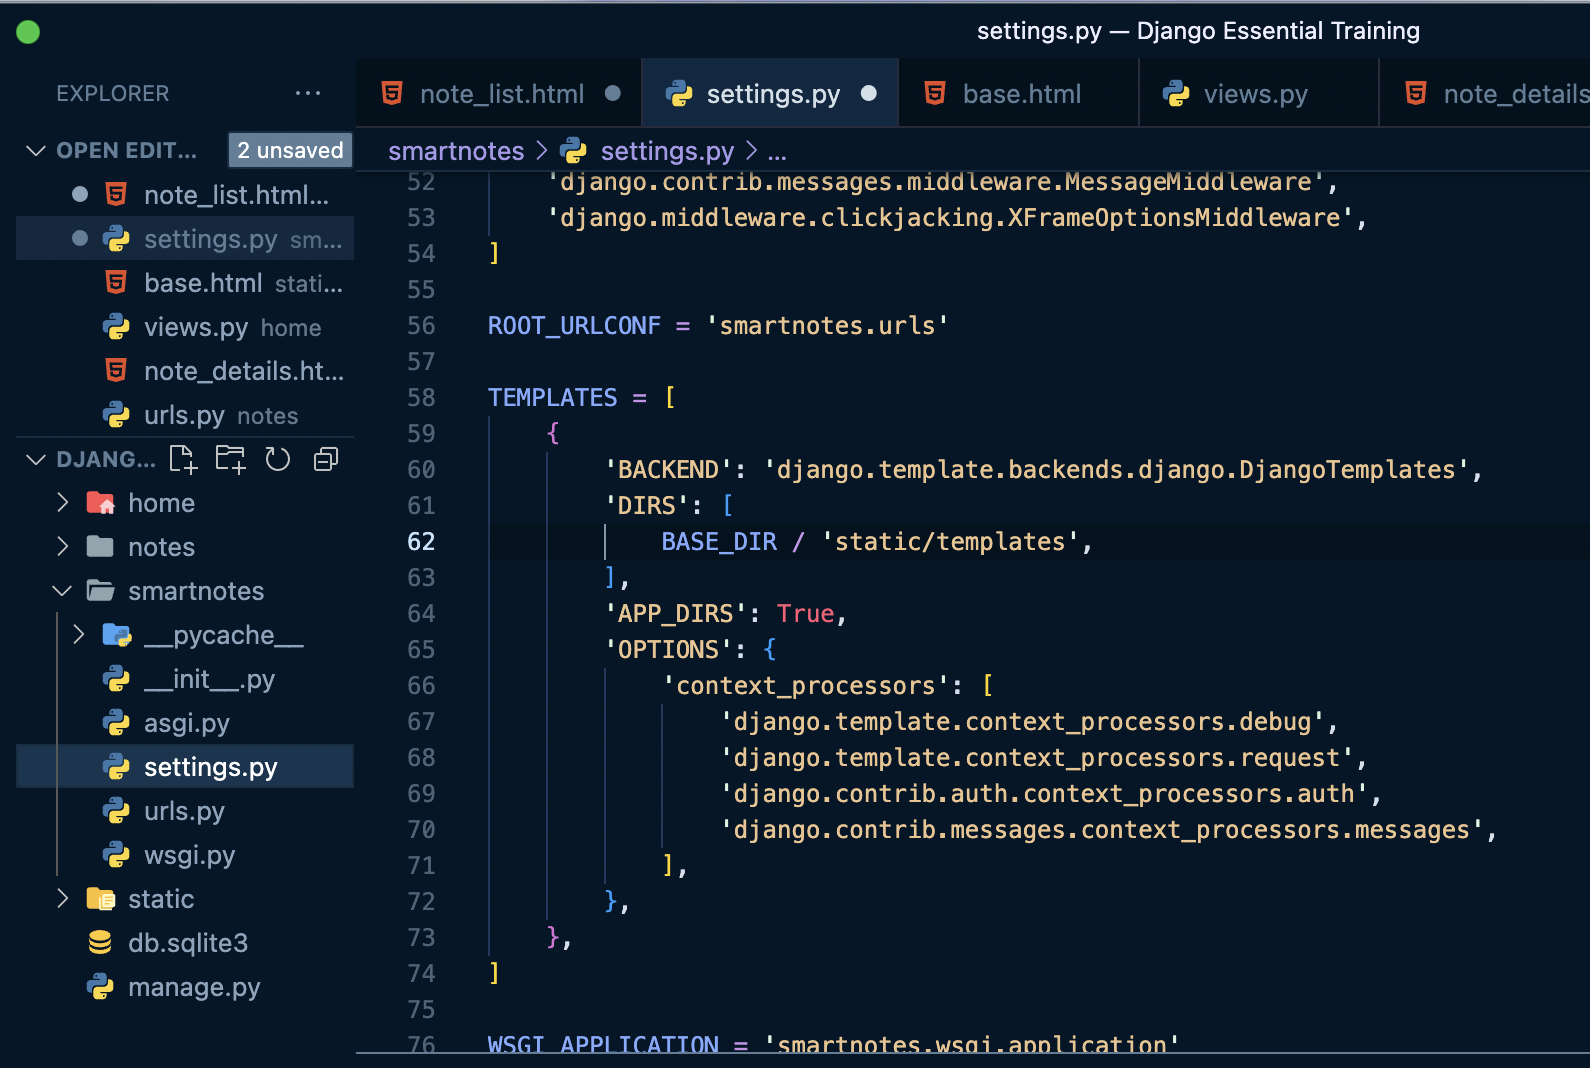 settings.py — Django Essential Training
EXPLORER
OPEN EDIT... 2 unsaved
note_list.html...
settings.py sm...
base.html stati...
views.py home
note_details.ht...
urls.py notes
DJANG...
home
notes
smartnotes
__pycache__
__init__.py
asgi.py
settings.py
urls.py
wsgi.py
static
db.sqlite3
manage.py
note_list.html settings.py base.html views.py note_details
smartnotes > settings.py > ...
52 'django.contrib.messages.middleware.MessageMiddleware',
53 'django.middleware.clickjacking.XFrameOptionsMiddleware',
54 ]
55
56 ROOT_URLCONF = 'smartnotes.urls'
57
58 TEMPLATES = [
59 {
60 'BACKEND': 'django.template.backends.django.DjangoTemplates',
61 'DIRS': [
62 BASE_DIR / 'static/templates',
63 ],
64 'APP_DIRS': True,
65 'OPTIONS': {
66 'context_processors': [
67 'django.template.context_processors.debug',
68 'django.template.context_processors.request',
69 'django.contrib.auth.context_processors.auth',
70 'django.contrib.messages.context_processors.messages',
71 ],
72 },
73 },
74 ]
75
76 WSGI_APPLICATION = 'smartnotes.wsgi.application'